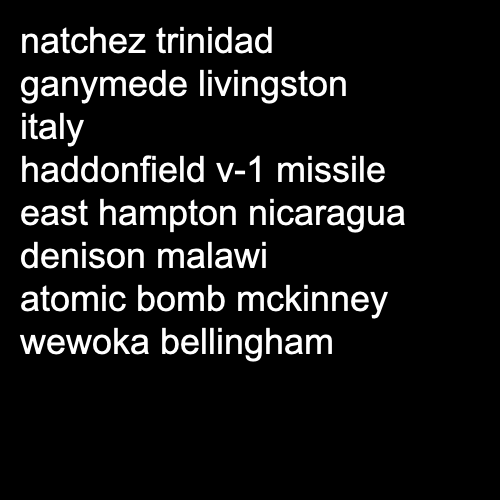 natchez trinidad
ganymede livingston
italy
haddonfield v-1 missile
east hampton nicaragua
denison malawi
atomic bomb mckinney
wewoka bellingham